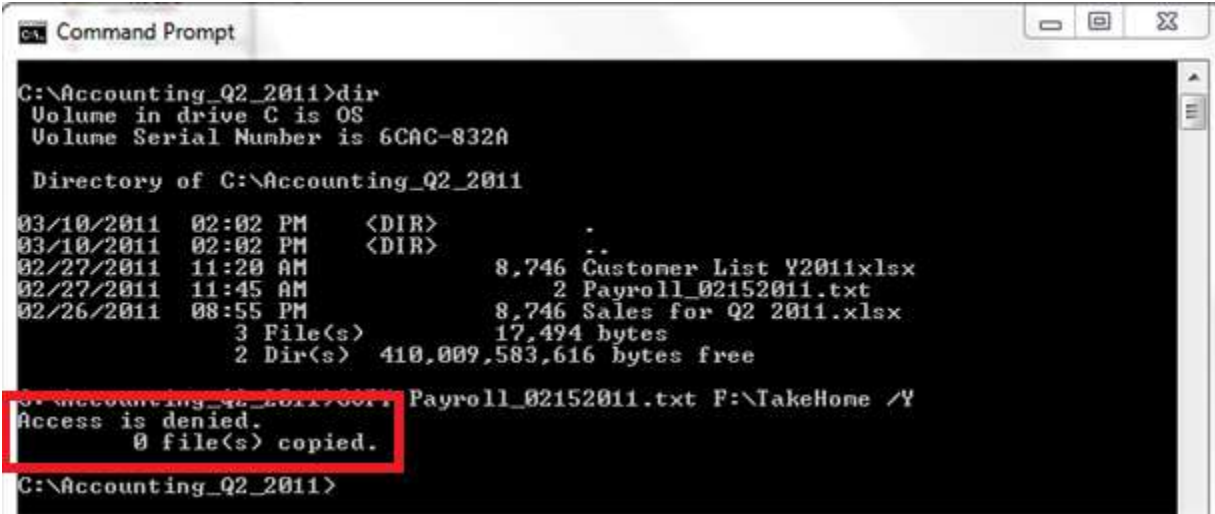 Command Prompt
C:\Accounting_Q2_2011>dir
Volume in drive C is OS
Volume Serial Number is 6CAC-832A
Directory of C:\Accounting_Q2_2011
03/10/2011 02:02 PM <DIR> .
03/10/2011 02:02 PM <DIR> ..
02/27/2011 11:20 AM 8,746 Customer List Y2011xlsx
02/27/2011 11:45 AM 2 Payroll_02152011.txt
02/26/2011 08:55 PM 8,746 Sales for Q2 2011.xlsx
3 File(s) 17,494 bytes
2 Dir(s) 410,009,583,616 bytes free
C:\Accounting_Q2_2011>COPY Payroll_02152011.txt F:\TakeHome /Y
Access is denied.
0 file(s) copied.
C:\Accounting_Q2_2011>